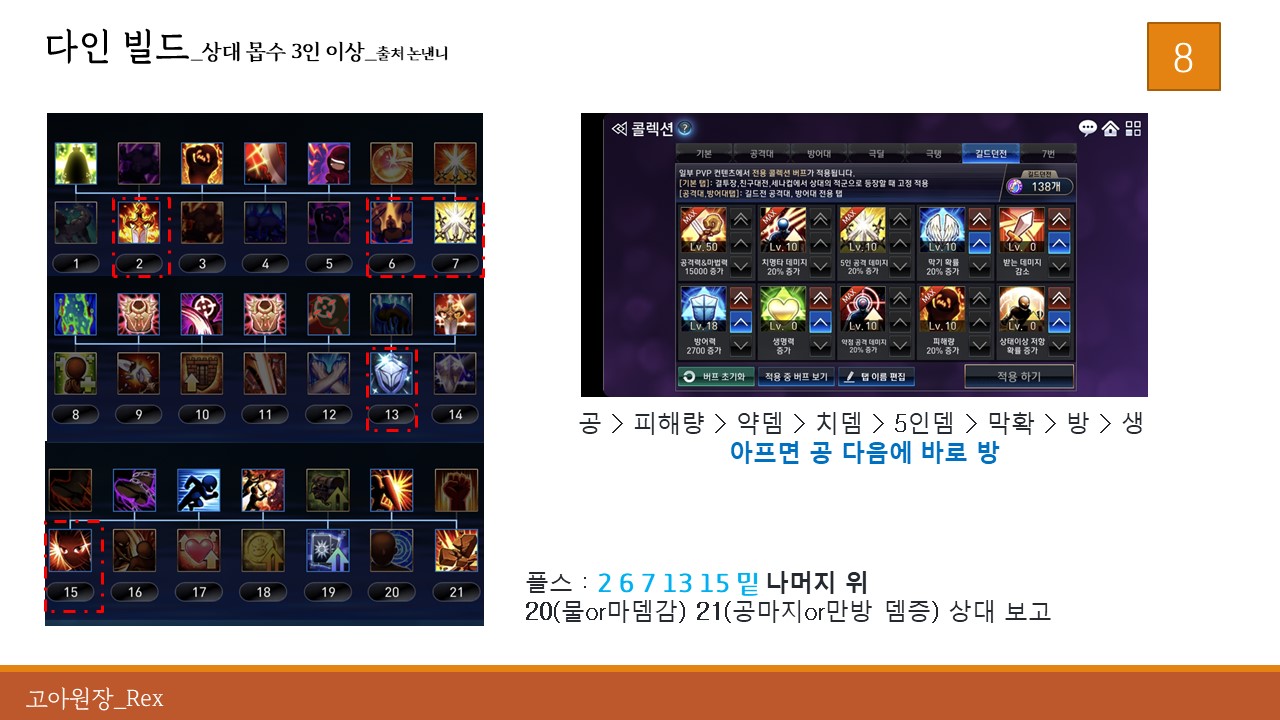 다인 빌드_상대 몹수 3인 이상_출처 논낸니
8
1 2 3 4 5 6 7
8 9 10 11 12 13 14
15 16 17 18 19 20 21
콜렉션 ?
기본 공격대 방어대 극딜 극탱 길드던전 7번
일부 PVP 컨텐츠에서 전용 콜렉션 버프가 적용됩니다.
[기본 탭] : 결투장,친구대전,세나컵에서 상대의 적군으로 등장할 때 고정 적용
[공격대,방어대탭] : 길드전 공격대, 방어대 전용 탭
길드던전
138개
MAX Lv. 50 MAX Lv. 10 MAX Lv. 10 Lv. 10 Lv. 0
공격력&마법력 15000 증가
치명타 데미지 20% 증가
5인 공격 데미지 20% 증가
막기 확률 20% 증가
받는 데미지 감소
Lv. 18 Lv. 0 MAX Lv. 10 MAX Lv. 10 Lv. 0
방어력 2700 증가
생명력 증가
약점 공격 데미지 20% 증가
피해량 20% 증가
상태이상 저항 확률 증가
버프 초기화 적용 중 버프 보기 탭 이름 편집 적용 하기
공 > 피해량 > 약뎀 > 치뎀 > 5인뎀 > 막확 > 방 > 생
아프면 공 다음에 바로 방
플스 : 2 6 7 13 15 밑 나머지 위
20(물or마뎀감) 21(공마지or만방 뎀증) 상대 보고
고아원장_Rex